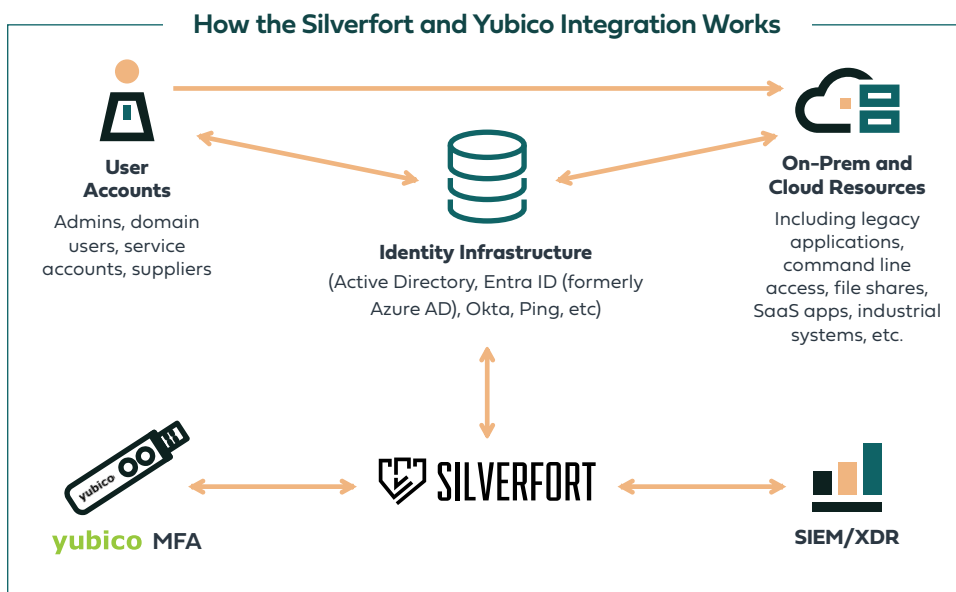 How the Silverfort and Yubico Integration Works
User
Accounts
Admins, domain
users, service
accounts, suppliers
Identity Infrastructure
(Active Directory, Entra ID (formerly
Azure AD), Okta, Ping, etc)
On-Prem and
Cloud Resources
Including legacy
applications,
command line
access, file shares,
SaaS apps, industrial
systems, etc.
yubico
yubico MFA
SILVERFORT
SIEM/XDR